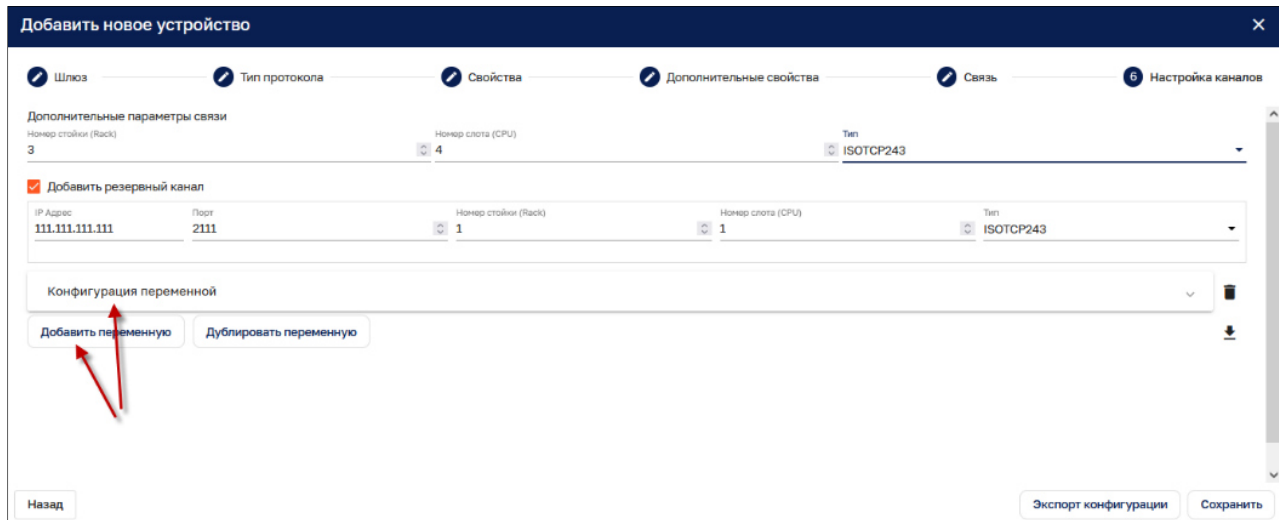 Добавить новое устройство
Шлюз Тип протокола Свойства Дополнительные свойства Связь 6 Настройка каналов
Дополнительные параметры связи
Номер стойки (Rack) Номер слота (CPU) Тип
3 4 ISOTCP243
Добавить резервный канал
IP Адрес Порт Номер стойки (Rack) Номер слота (CPU) Тип
111.111.111.111 2111 1 1 ISOTCP243
Конфигурация переменной
Добавить переменную Дублировать переменную
Назад Экспорт конфигурации Сохранить